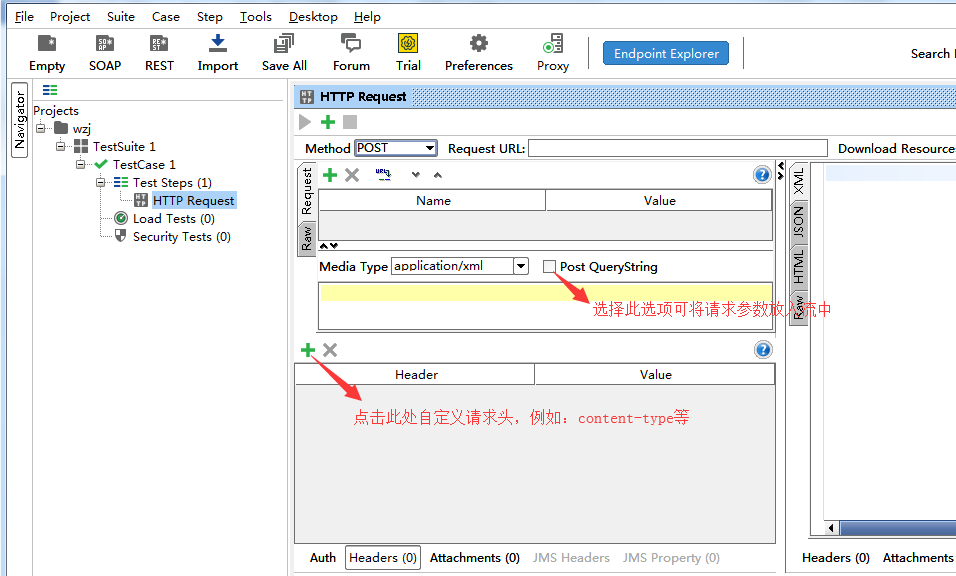 File Project Suite Case Step Tools Desktop Help
Empty SOAP REST Import Save All Forum Trial Preferences Proxy Endpoint Explorer Search
Navigator
Projects
wzj
TestSuite 1
TestCase 1
Test Steps (1)
HTTP Request
Load Tests (0)
Security Tests (0)
HTTP Request
Method POST Request URL: Download Resource
Request
Raw
Name Value
Media Type application/xml Post QueryString
选择此选项可将请求参数放入流中
Header Value
点击此处自定义请求头，例如：content-type等
Auth Headers (0) Attachments (0) JMS Headers JMS Property (0)
XML
JSON
HTML
Raw
Headers (0) Attachments